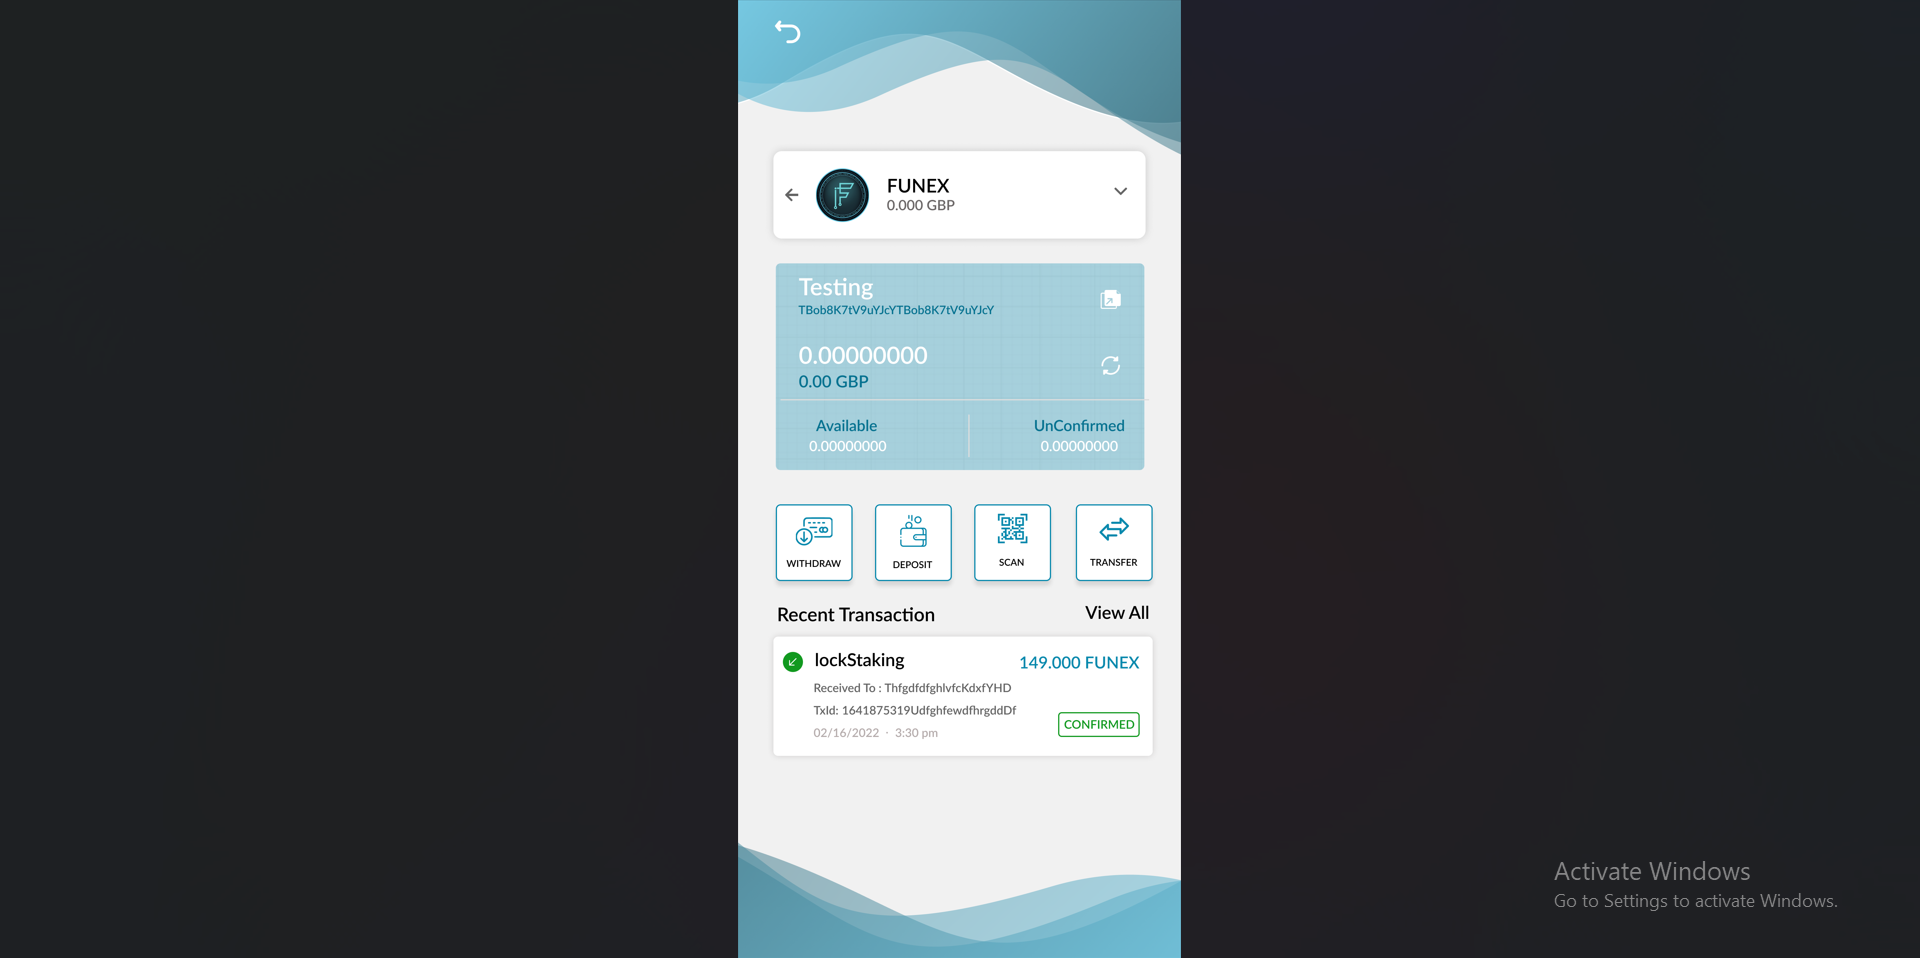 FUNEX
0.000 GBP
Testing
TBob8K7tV9uYJcYTBob8K7tV9uYJcY
0.00000000
0.00 GBP
Available
UnConfirmed
0.00000000
0.00000000
WITHDRAW
DEPOSIT
SCAN
TRANSFER
Recent Transaction
View All
lockStaking
149.000 FUNEX
Received To : ThfgdfdfghlvfcKdxfYHD
TxId: 1641875319UdfghfewdfhrgddDf
CONFIRMED
02/16/2022 · 3:30 pm
Activate Windows
Go to Settings to activate Windows.